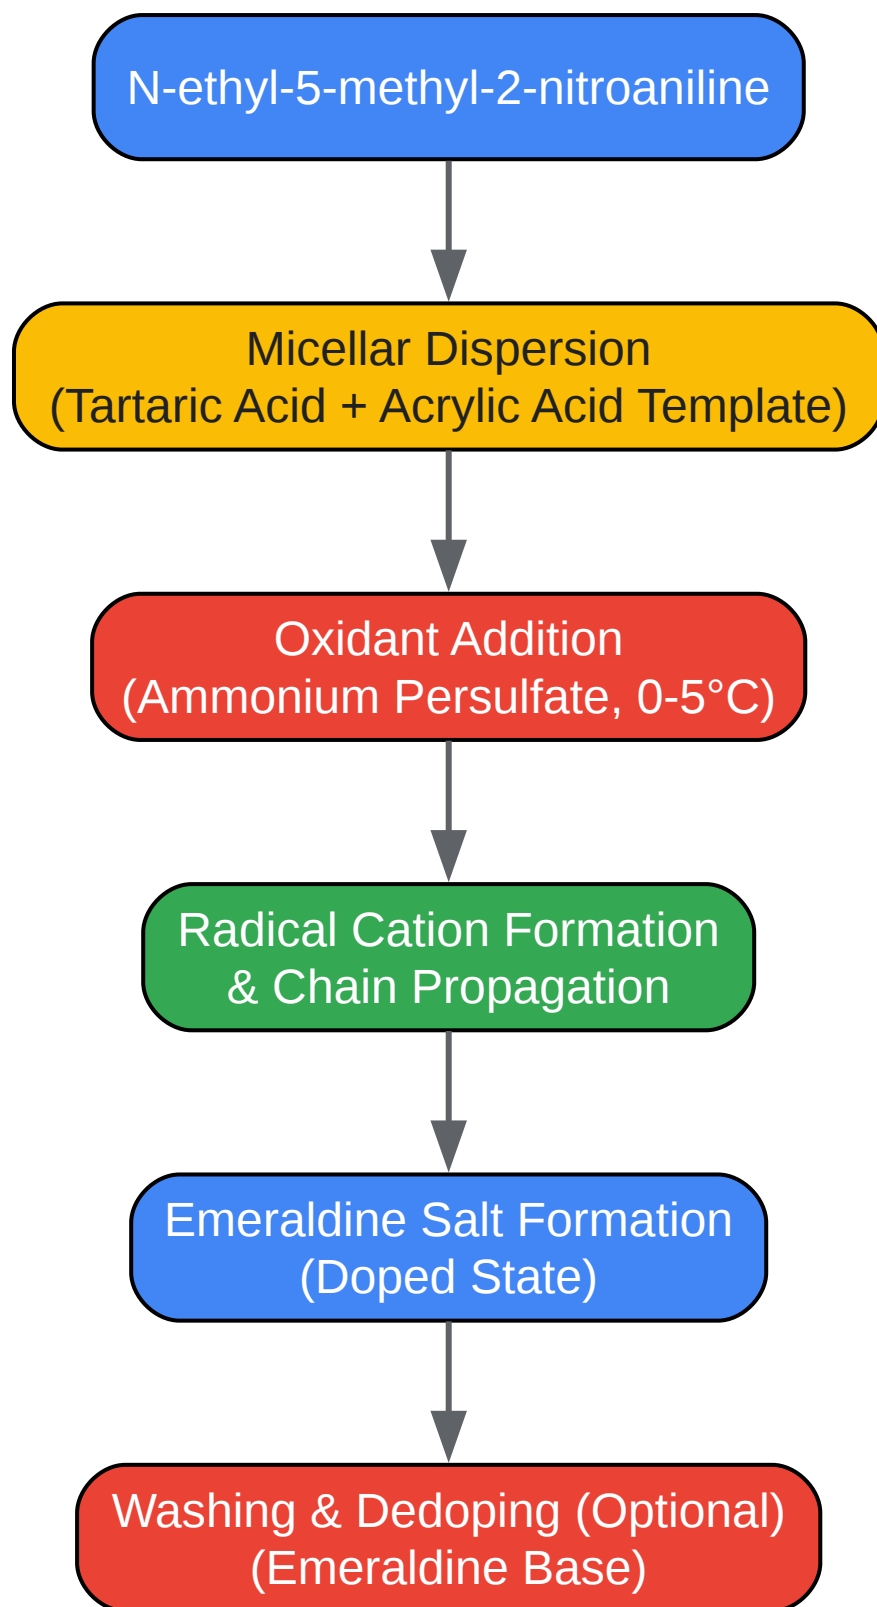 N-ethyl-5-methyl-2-nitroaniline
Micellar Dispersion
(Tartaric Acid + Acrylic Acid Template)
Oxidant Addition
(Ammonium Persulfate, 0-5°C)
Radical Cation Formation
& Chain Propagation
Emeraldine Salt Formation
(Doped State)
Washing & Dedoping (Optional)
(Emeraldine Base)